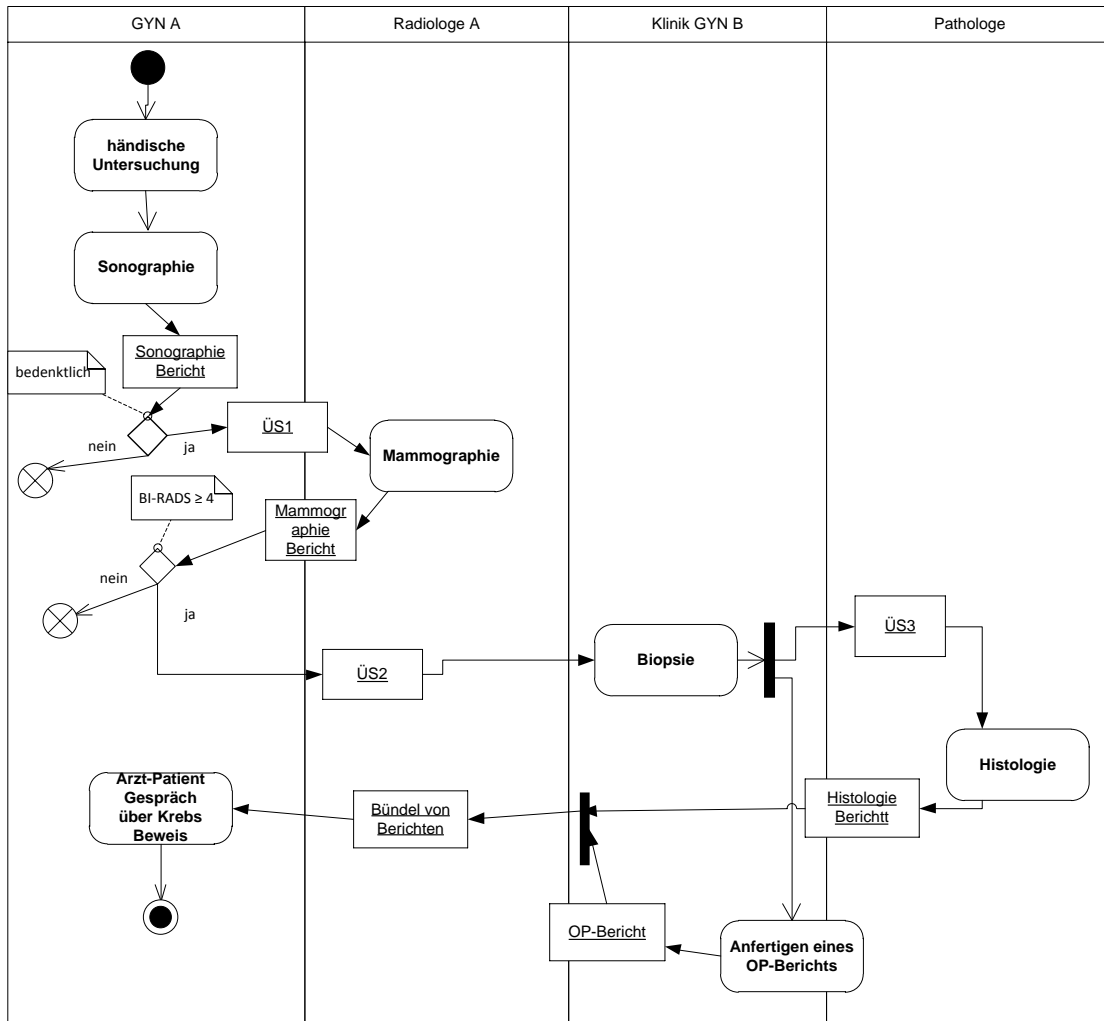 GYN A
Radiologe A
Klinik GYN B
Pathologe
händische
Untersuchung
Sonographie
Sonographie
Bericht
bedenktlich
nein
ja
ÜS1
Mammographie
BI-RADS ≥ 4
Mammogr
aphie
Bericht
nein
ja
ÜS2
Biopsie
ÜS3
Histologie
Arzt-Patient
Gespräch
über Krebs
Beweis
Bündel von
Berichten
Histologie
Berichtt
OP-Bericht
Anfertigen eines
OP-Berichts